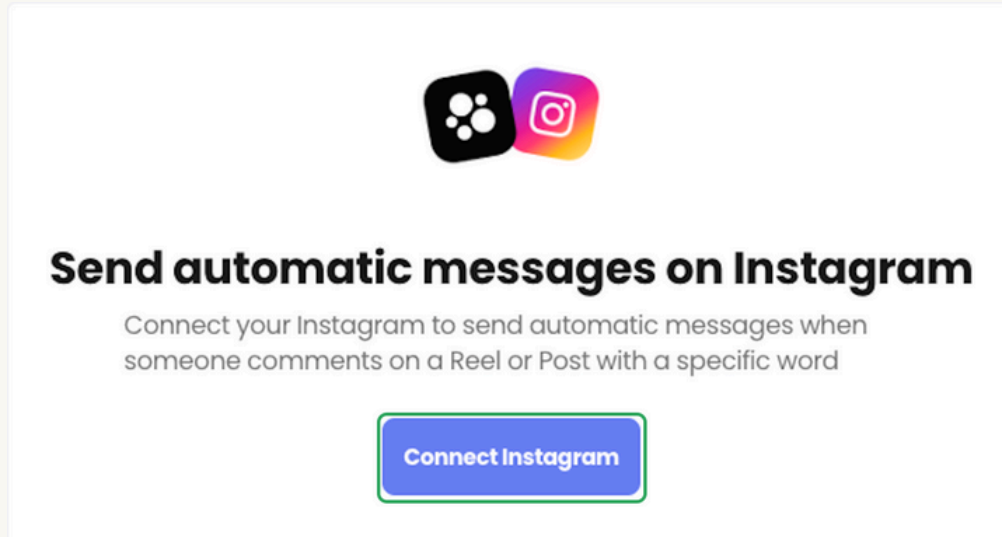 Send automatic messages on Instagram
Connect your Instagram to send automatic messages when
someone comments on a Reel or Post with a specific word
Connect Instagram